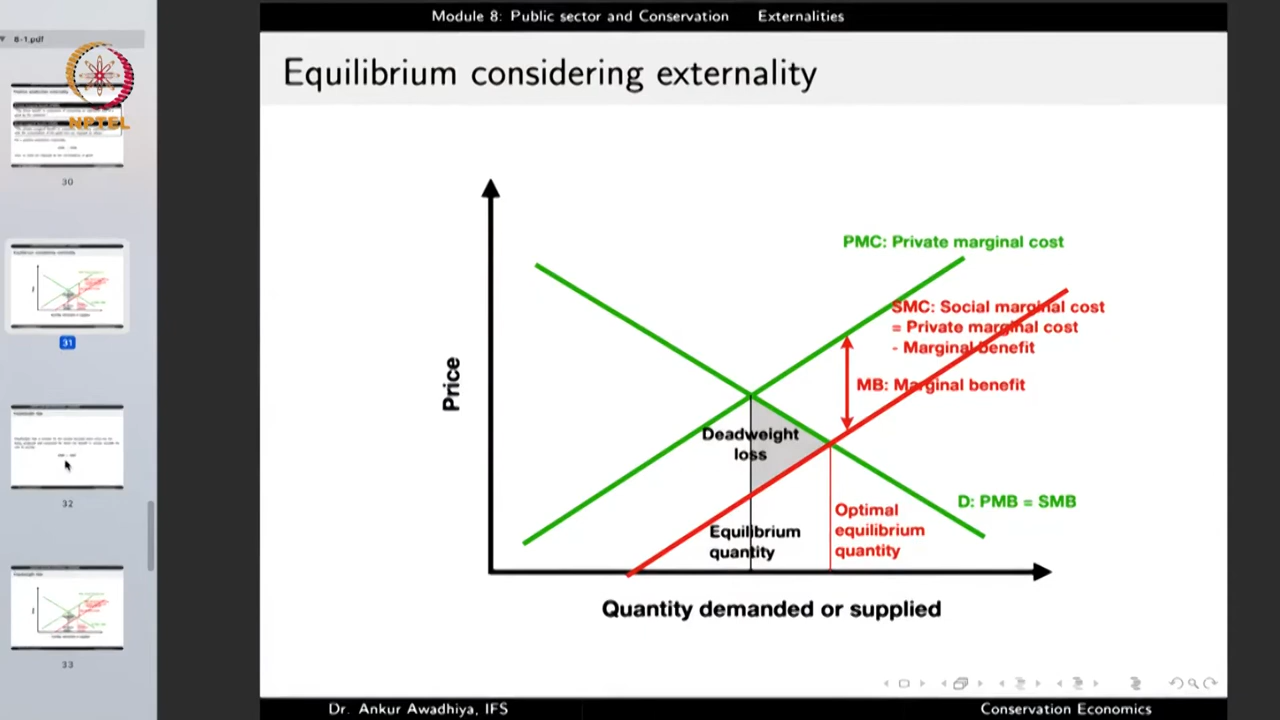 Module 8: Public sector and Conservation Externalities
8-1.pdf
NPTEL
Equilibrium considering externality
30
31
32
33
PMC: Private marginal cost
SMC: Social marginal cost
= Private marginal cost
- Marginal benefit
MB: Marginal benefit
Price
Deadweight
loss
D: PMB = SMB
Optimal
equilibrium
quantity
Equilibrium
quantity
Quantity demanded or supplied
Dr. Ankur Awadhiya, IFS
Conservation Economics